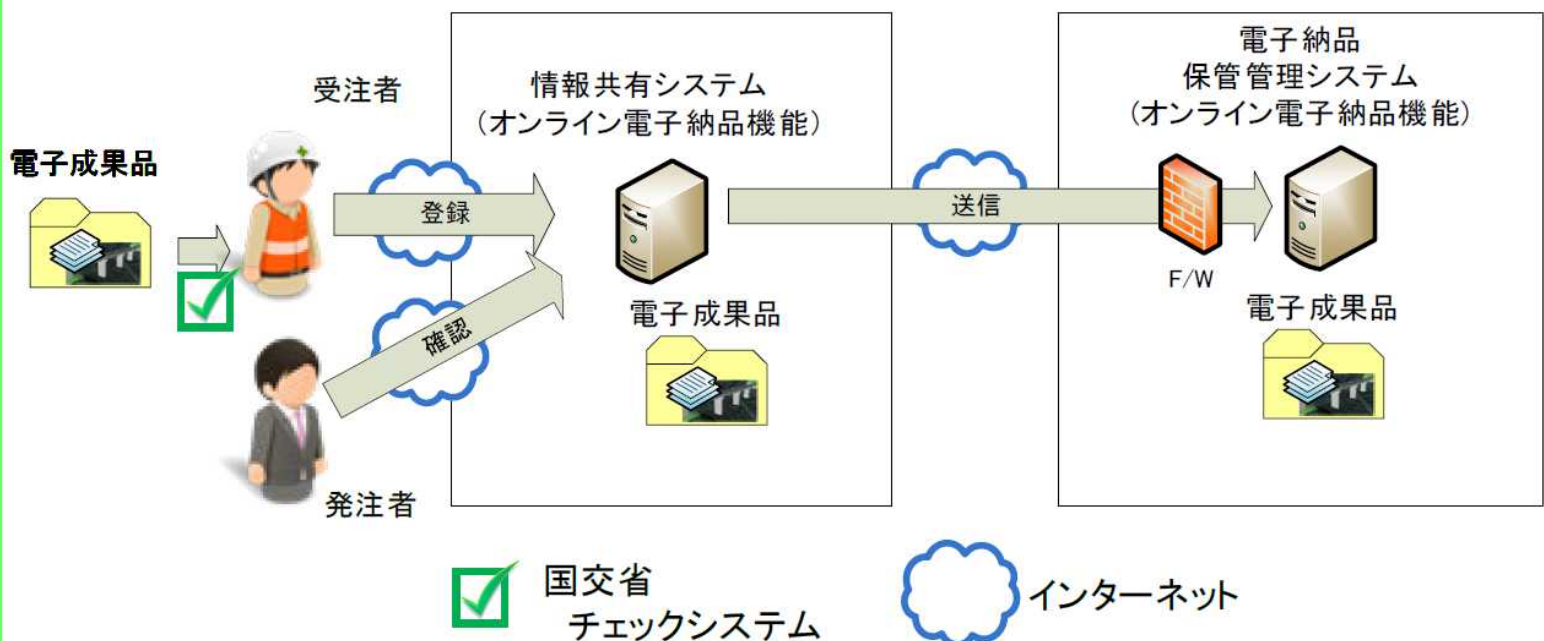 電子成果品
受注者
登録
確認
発注者
情報共有システム
（オンライン電子納品機能）
電子成果品
送信
電子納品
保管管理システム
（オンライン電子納品機能）
F/W
電子成果品
国交省
チェックシステム
インターネット